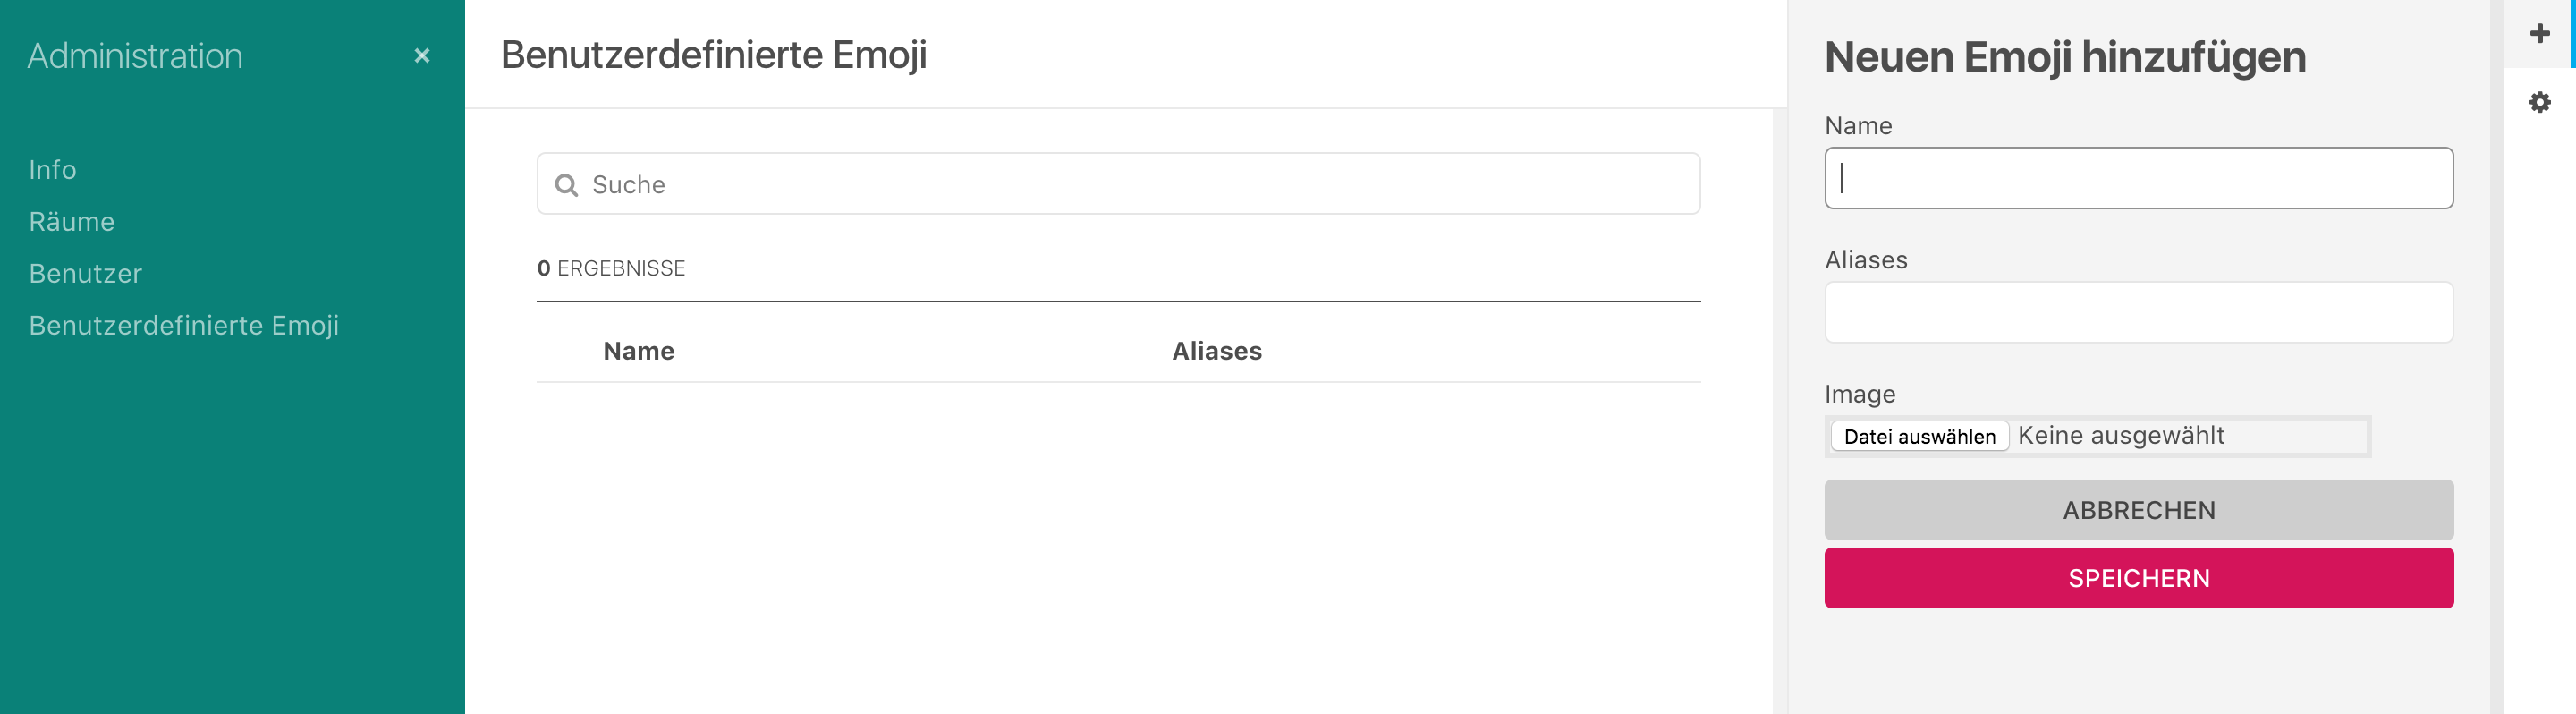 Administration
Info
Räume
Benutzer
Benutzerdefinierte Emoji
Benutzerdefinierte Emoji
Suche
0 ERGEBNISSE
Name Aliases
Neuen Emoji hinzufügen
Name
Aliases
Image
Datei auswählen Keine ausgewählt
ABBRECHEN
SPEICHERN